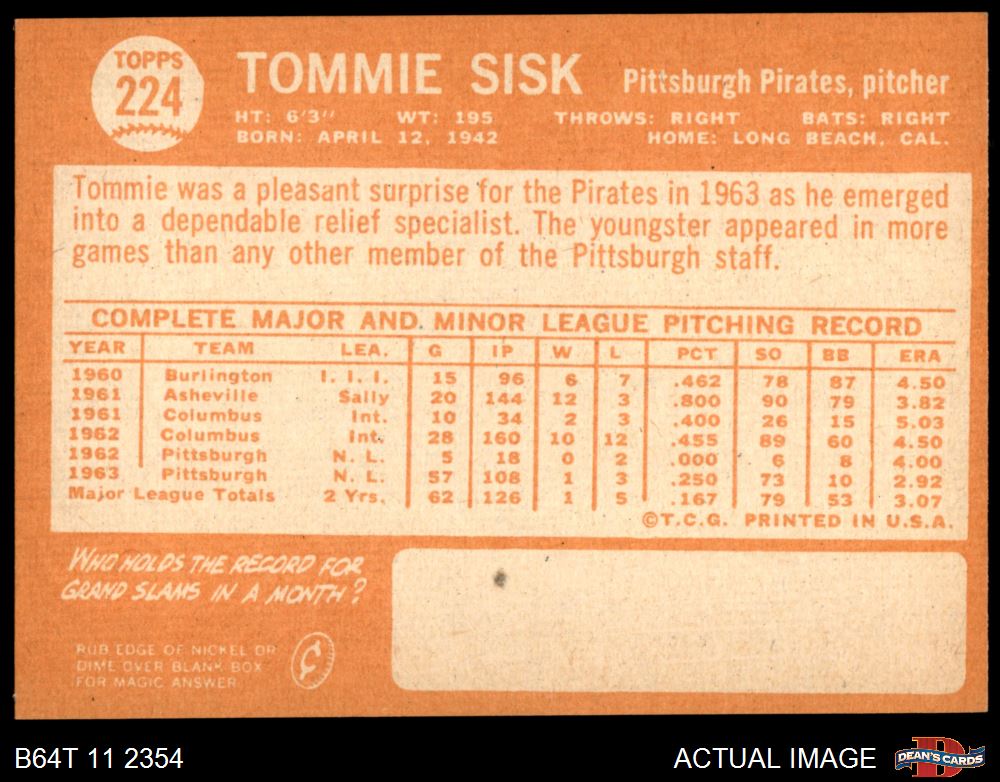 TOPPS
224
TOMMIE SISK Pittsburgh Pirates, pitcher
HT: 6'3" WT: 195 THROWS: RIGHT BATS: RIGHT
BORN: APRIL 12, 1942 HOME: LONG BEACH, CAL.
Tommie was a pleasant surprise for the Pirates in 1963 as he emerged
into a dependable relief specialist. The youngster appeared in more
games than any other member of the Pittsburgh staff.
COMPLETE MAJOR AND MINOR LEAGUE PITCHING RECORD
YEAR TEAM LEA. G IP W L PCT SO BB ERA
1960 Burlington I. I. I. 15 96 6 7 .462 78 87 4.50
1961 Asheville Sally 20 144 12 3 .800 90 79 3.82
1961 Columbus Int. 10 34 2 3 .400 26 15 5.03
1962 Columbus Int. 28 160 10 12 .455 89 60 4.50
1962 Pittsburgh N. L. 5 18 0 2 .000 6 8 4.00
1963 Pittsburgh N. L. 57 108 1 3 .250 73 10 2.92
Major League Totals 2 Yrs. 62 126 1 5 .167 79 53 3.07
©T.C.G. PRINTED IN U.S.A.
WHO HOLDS THE RECORD FOR
GRAND SLAMS IN A MONTH?
RUB EDGE OF NICKEL OR
DIME OVER BLANK BOX
FOR MAGIC ANSWER
¢
B64T 11 2354 ACTUAL IMAGE D DEAN'S CARDS